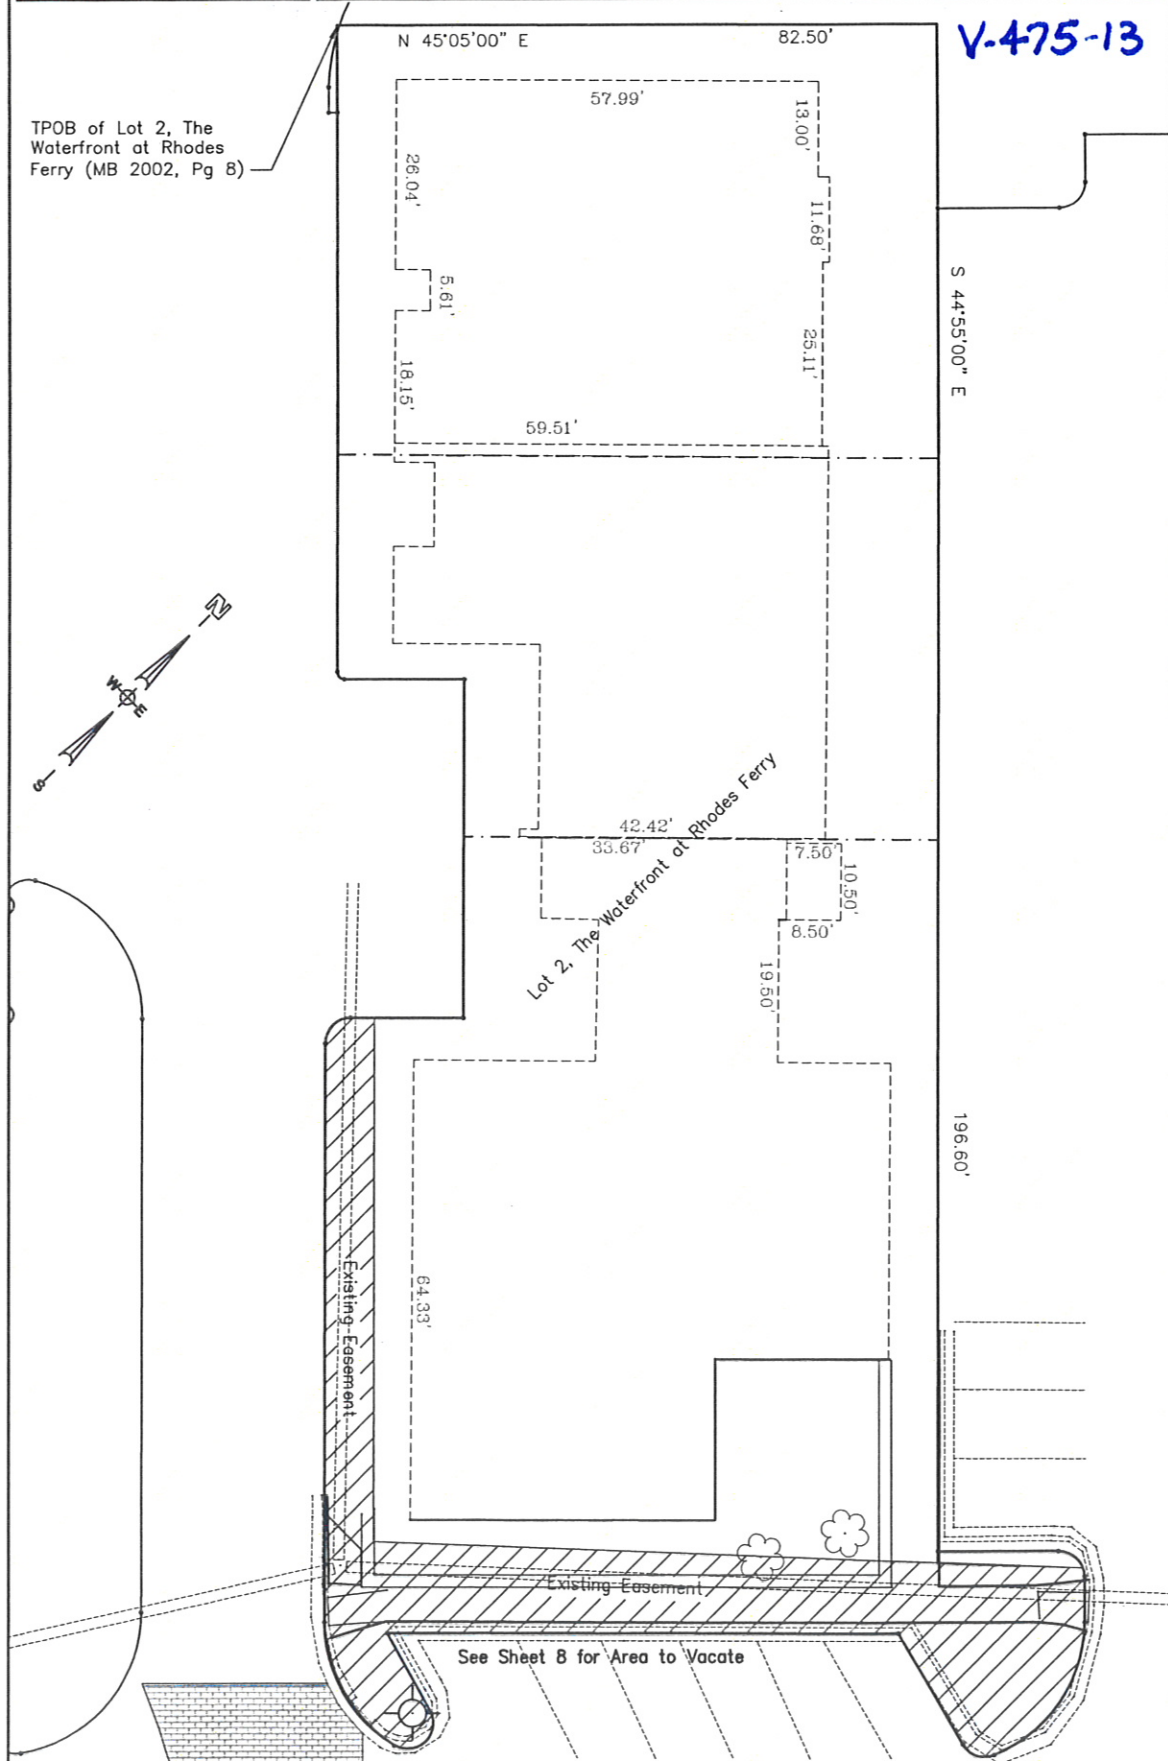 N 45°05'00" E
82.50'
V-475-13
57.99'
13.00'
TPOB of Lot 2, The
Waterfront at Rhodes
Ferry (MB 2002, Pg 8)
26.04'
11.68'
5.61'
S 44°55'00" E
25.11'
18.15'
59.51'
N
W
E
S
42.42'
33.67'
7.50'
10.50'
8.50'
Lot 2, The Waterfront at Rhodes Ferry
19.50'
196.60'
64.33'
Existing Easement
Existing Easement
See Sheet 8 for Area to Vacate